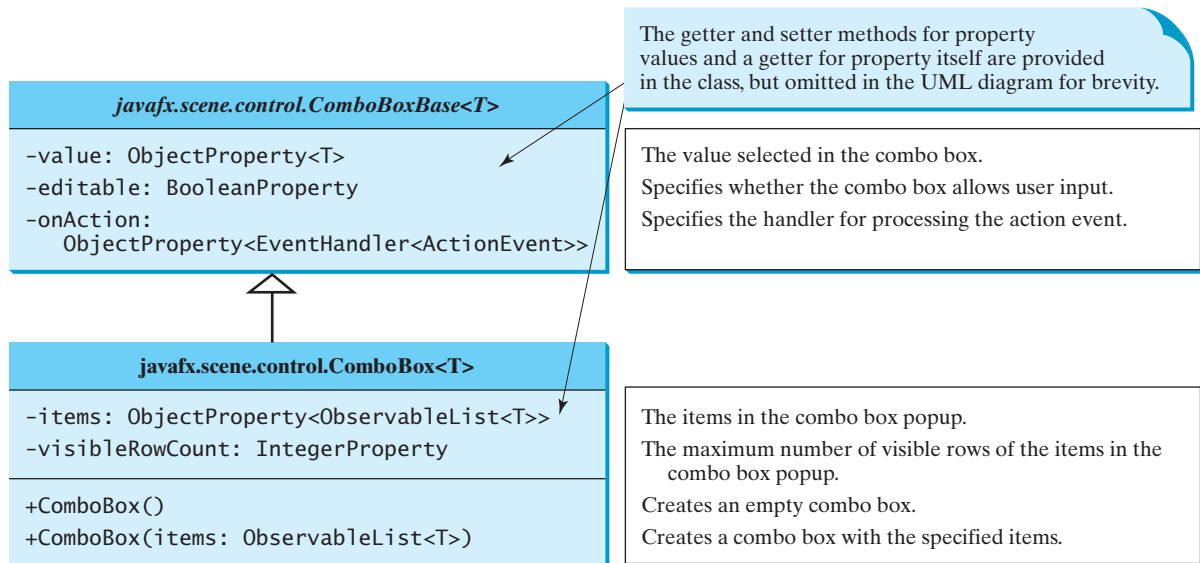 The getter and setter methods for property
values and a getter for property itself are provided
in the class, but omitted in the UML diagram for brevity.
javafx.scene.control.ComboBoxBase<T>
-value: ObjectProperty<T>
-editable: BooleanProperty
-onAction:
ObjectProperty<EventHandler<ActionEvent>>
The value selected in the combo box.
Specifies whether the combo box allows user input.
Specifies the handler for processing the action event.
javafx.scene.control.ComboBox<T>
-items: ObjectProperty<ObservableList<T>>
-visibleRowCount: IntegerProperty
+ComboBox()
+ComboBox(items: ObservableList<T>)
The items in the combo box popup.
The maximum number of visible rows of the items in the
combo box popup.
Creates an empty combo box.
Creates a combo box with the specified items.